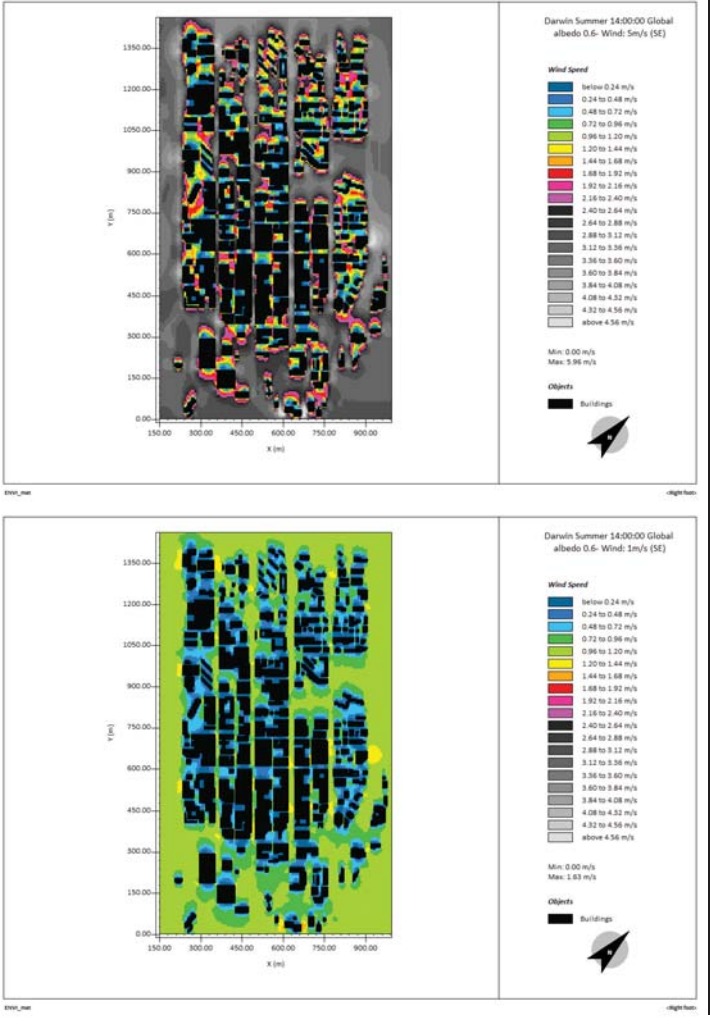 Darwin Summer 14:00:00 Global
albedo 0.6- Wind: 5m/s (SE)
Wind Speed
below 0.24 m/s
0.24 to 0.48 m/s
0.48 to 0.72 m/s
0.72 to 0.96 m/s
0.96 to 1.20 m/s
1.20 to 1.44 m/s
1.44 to 1.68 m/s
1.68 to 1.92 m/s
1.92 to 2.16 m/s
2.16 to 2.40 m/s
2.40 to 2.64 m/s
2.64 to 2.88 m/s
2.88 to 3.12 m/s
3.12 to 3.36 m/s
3.36 to 3.60 m/s
3.60 to 3.84 m/s
3.84 to 4.08 m/s
4.08 to 4.32 m/s
4.32 to 4.56 m/s
above 4.56 m/s
Min: 0.00 m/s
Max: 5.96 m/s
Objects
Buildings
N
Y (m)
1350.00
1200.00
1050.00
900.00
750.00
600.00
450.00
300.00
150.00
0.00
150.00 300.00 450.00 600.00 750.00 900.00
X (m)
ENVI_met
<Right foot>
Darwin Summer 14:00:00 Global
albedo 0.6- Wind: 1m/s (SE)
Wind Speed
below 0.24 m/s
0.24 to 0.48 m/s
0.48 to 0.72 m/s
0.72 to 0.96 m/s
0.96 to 1.20 m/s
1.20 to 1.44 m/s
1.44 to 1.68 m/s
1.68 to 1.92 m/s
1.92 to 2.16 m/s
2.16 to 2.40 m/s
2.40 to 2.64 m/s
2.64 to 2.88 m/s
2.88 to 3.12 m/s
3.12 to 3.36 m/s
3.36 to 3.60 m/s
3.60 to 3.84 m/s
3.84 to 4.08 m/s
4.08 to 4.32 m/s
4.32 to 4.56 m/s
above 4.56 m/s
Min: 0.00 m/s
Max: 1.63 m/s
Objects
Buildings
N
Y (m)
1350.00
1200.00
1050.00
900.00
750.00
600.00
450.00
300.00
150.00
0.00
150.00 300.00 450.00 600.00 750.00 900.00
X (m)
ENVI_met
<Right foot>